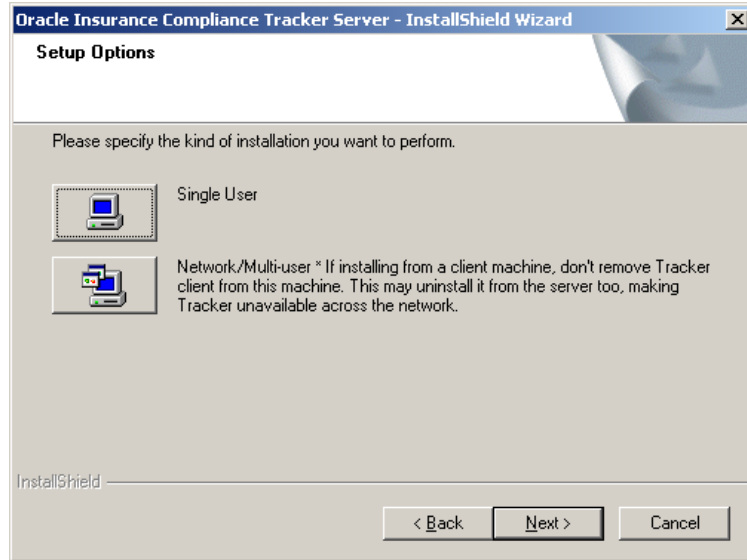 Oracle Insurance Compliance Tracker Server - InstallShield Wizard
Setup Options
Please specify the kind of installation you want to perform.
Single User
Network/Multi-user * If installing from a client machine, don't remove Tracker
client from this machine. This may uninstall it from the server too, making
Tracker unavailable across the network.
InstallShield
< Back
Next >
Cancel